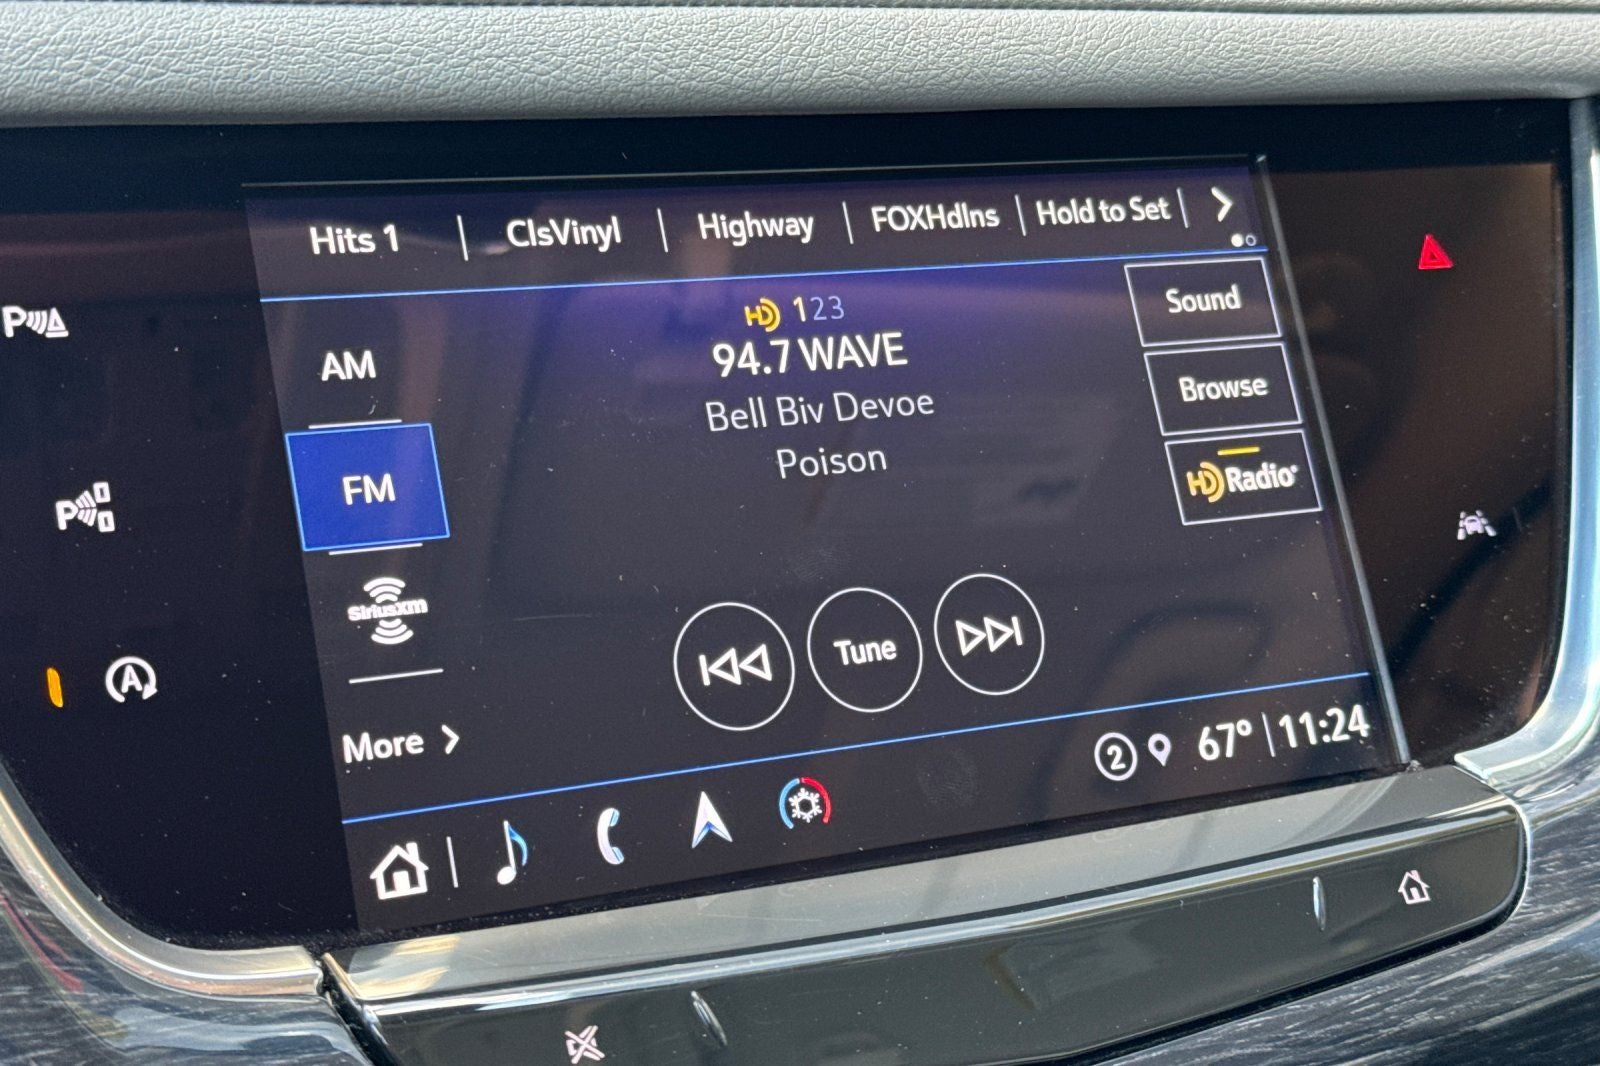 Hits 1 | ClsVinyl | Highway | FOXHdlns | Hold to Set |
HD 123
94.7 WAVE
Bell Biv Devoe
Poison
AM
FM
SiriusXM
More >
Sound
Browse
HD Radio
Tune
2 67° | 11:24
P
P
A